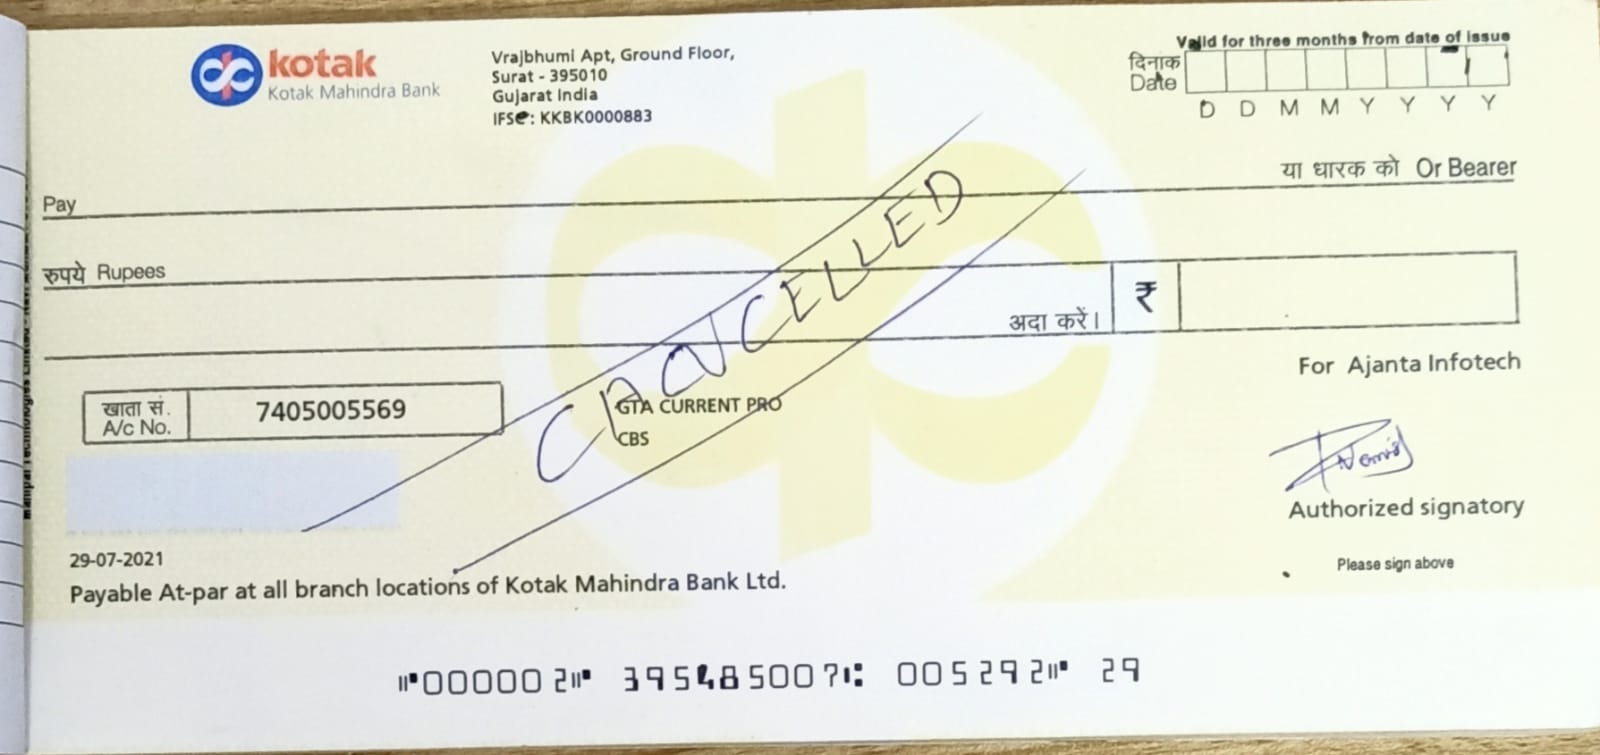 kotak
Kotak Mahindra Bank
Vrajbhumi Apt, Ground Floor,
Surat - 395010
Gujarat India
IFSC: KKBK0000883
Valid for three months from date of issue
दिनांक
Date
D D M M Y Y Y Y
Pay
या धारक को Or Bearer
रुपये Rupees
अदा करें। ₹
CANCELLED
For Ajanta Infotech
खाता सं.
A/c No. 7405005569
GTA CURRENT PRO
CBS
Authorized signatory
Please sign above
29-07-2021
Payable At-par at all branch locations of Kotak Mahindra Bank Ltd.
⑈000002⑈ 395485007⑆ 005292⑈ 29